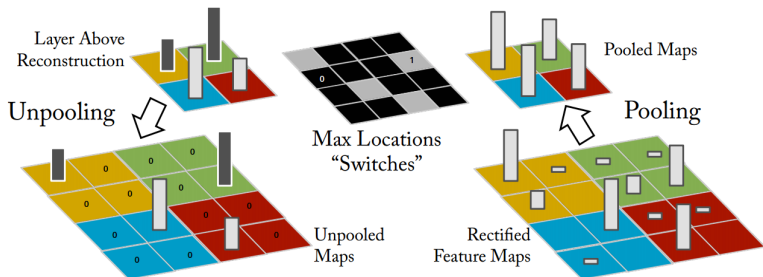 Layer Above
Reconstruction
Unpooling
0
1
Max Locations
“Switches”
Pooled Maps
Pooling
0
0
0
0
0
0
0
0
0
0
0
0
Unpooled
Maps
Rectified
Feature Maps